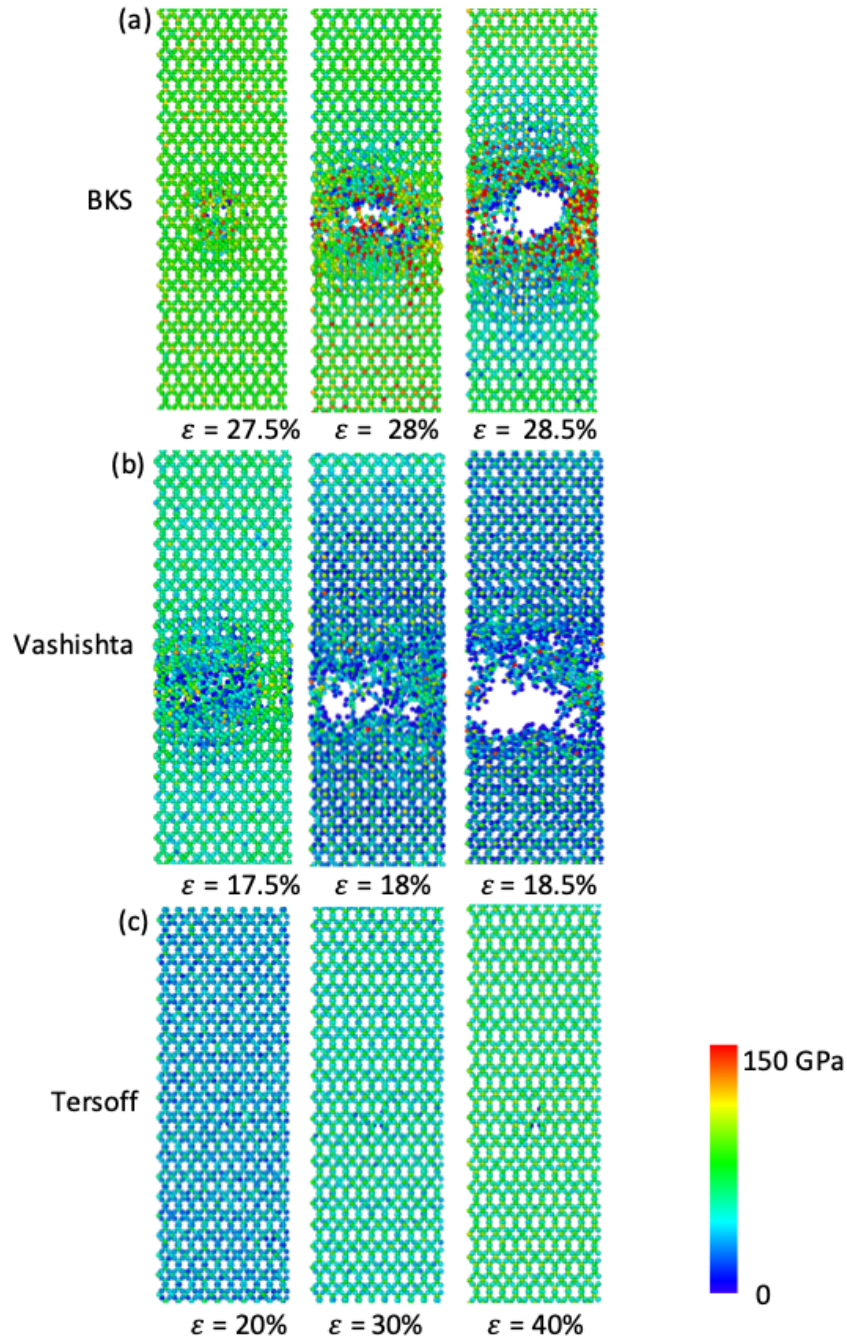 (a)
BKS
ε = 27.5% ε = 28% ε = 28.5%
(b)
Vashishta
ε = 17.5% ε = 18% ε = 18.5%
(c)
Tersoff
150 GPa
0
ε = 20% ε = 30% ε = 40%